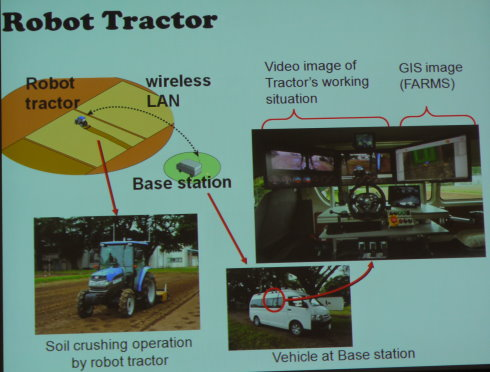 Robot Tractor
Robot
tractor
wireless
LAN
Base station
Video image of
Tractor's working
situation
GIS image
(FARMS)
Soil crushing operation
by robot tractor
Vehicle at Base station